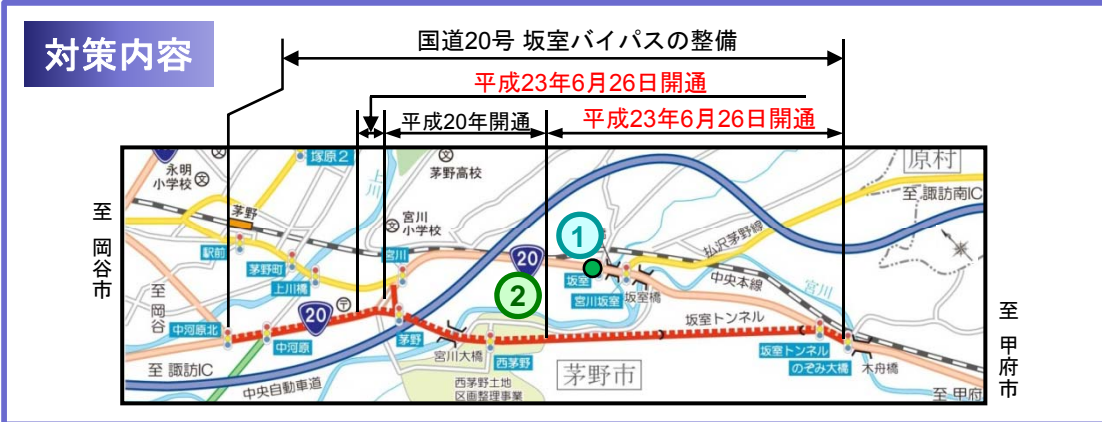 対策内容
国道20号 坂室バイパスの整備
平成23年6月26日開通
平成20年開通
平成23年6月26日開通
至 岡谷市
至 甲府市
永明
小学校
塚原2
上川
茅野高校
原村
至 諏訪南IC
茅野
宮川
小学校
駅前
茅野町
上川橋
宮川
20
1
坂室
宮川坂室
坂室橋
払沢茅野線
中央本線
宮川
2
至 岡谷
中河原北
中河原
20
茅野
宮川大橋
西茅野
坂室トンネル
坂室トンネル
のぞみ大橋
木舟橋
至 諏訪IC
中央自動車道
西茅野土地
区画整理事業
茅野市
至 甲府